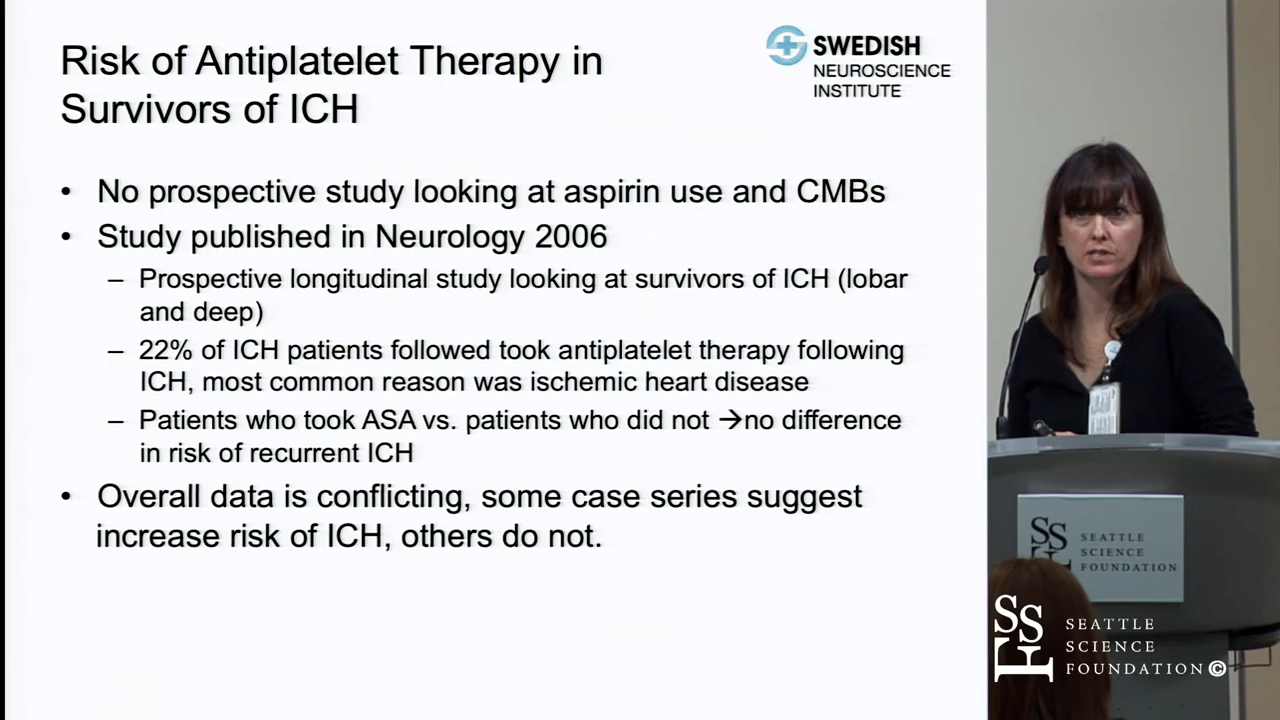 Risk of Antiplatelet Therapy in
Survivors of ICH
SWEDISH
NEUROSCIENCE
INSTITUTE
• No prospective study looking at aspirin use and CMBs
• Study published in Neurology 2006
– Prospective longitudinal study looking at survivors of ICH (lobar
and deep)
– 22% of ICH patients followed took antiplatelet therapy following
ICH, most common reason was ischemic heart disease
– Patients who took ASA vs. patients who did not →no difference
in risk of recurrent ICH
• Overall data is conflicting, some case series suggest
increase risk of ICH, others do not.
SSF
SEATTLE
SCIENCE
FOUNDATION
SSF
SEATTLE
SCIENCE
FOUNDATION©